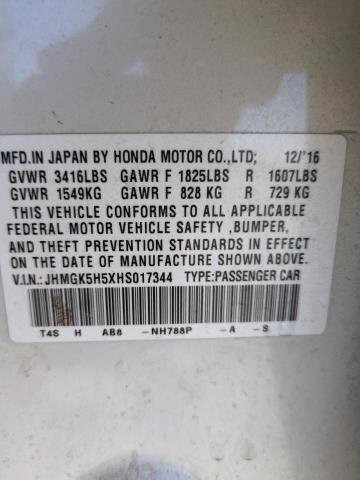 MFD.IN JAPAN BY HONDA MOTOR CO.,LTD; 12/'16
GVWR 3416LBS GAWR F 1825LBS R 1607LBS
GVWR 1549KG GAWR F 828 KG R 729 KG
THIS VEHICLE CONFORMS TO ALL APPLICABLE
FEDERAL MOTOR VEHICLE SAFETY ,BUMPER,
AND THEFT PREVENTION STANDARDS IN EFFECT
ON THE DATE OF MANUFACTURE SHOWN ABOVE.
V.I.N.: JHMGK5H5XHS017344 TYPE:PASSENGER CAR
T4S H AB8 -NH788P -A -S